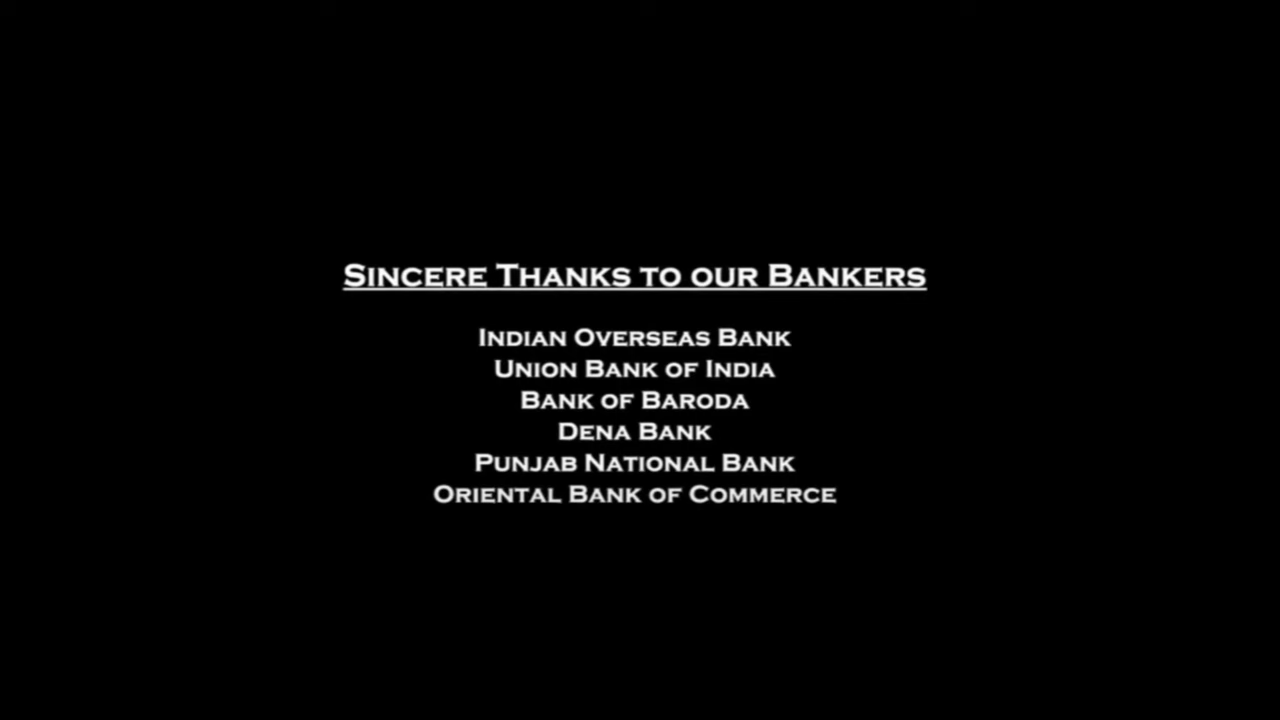 Sincere Thanks to our Bankers
Indian Overseas Bank
Union Bank of India
Bank of Baroda
Dena Bank
Punjab National Bank
Oriental Bank of Commerce